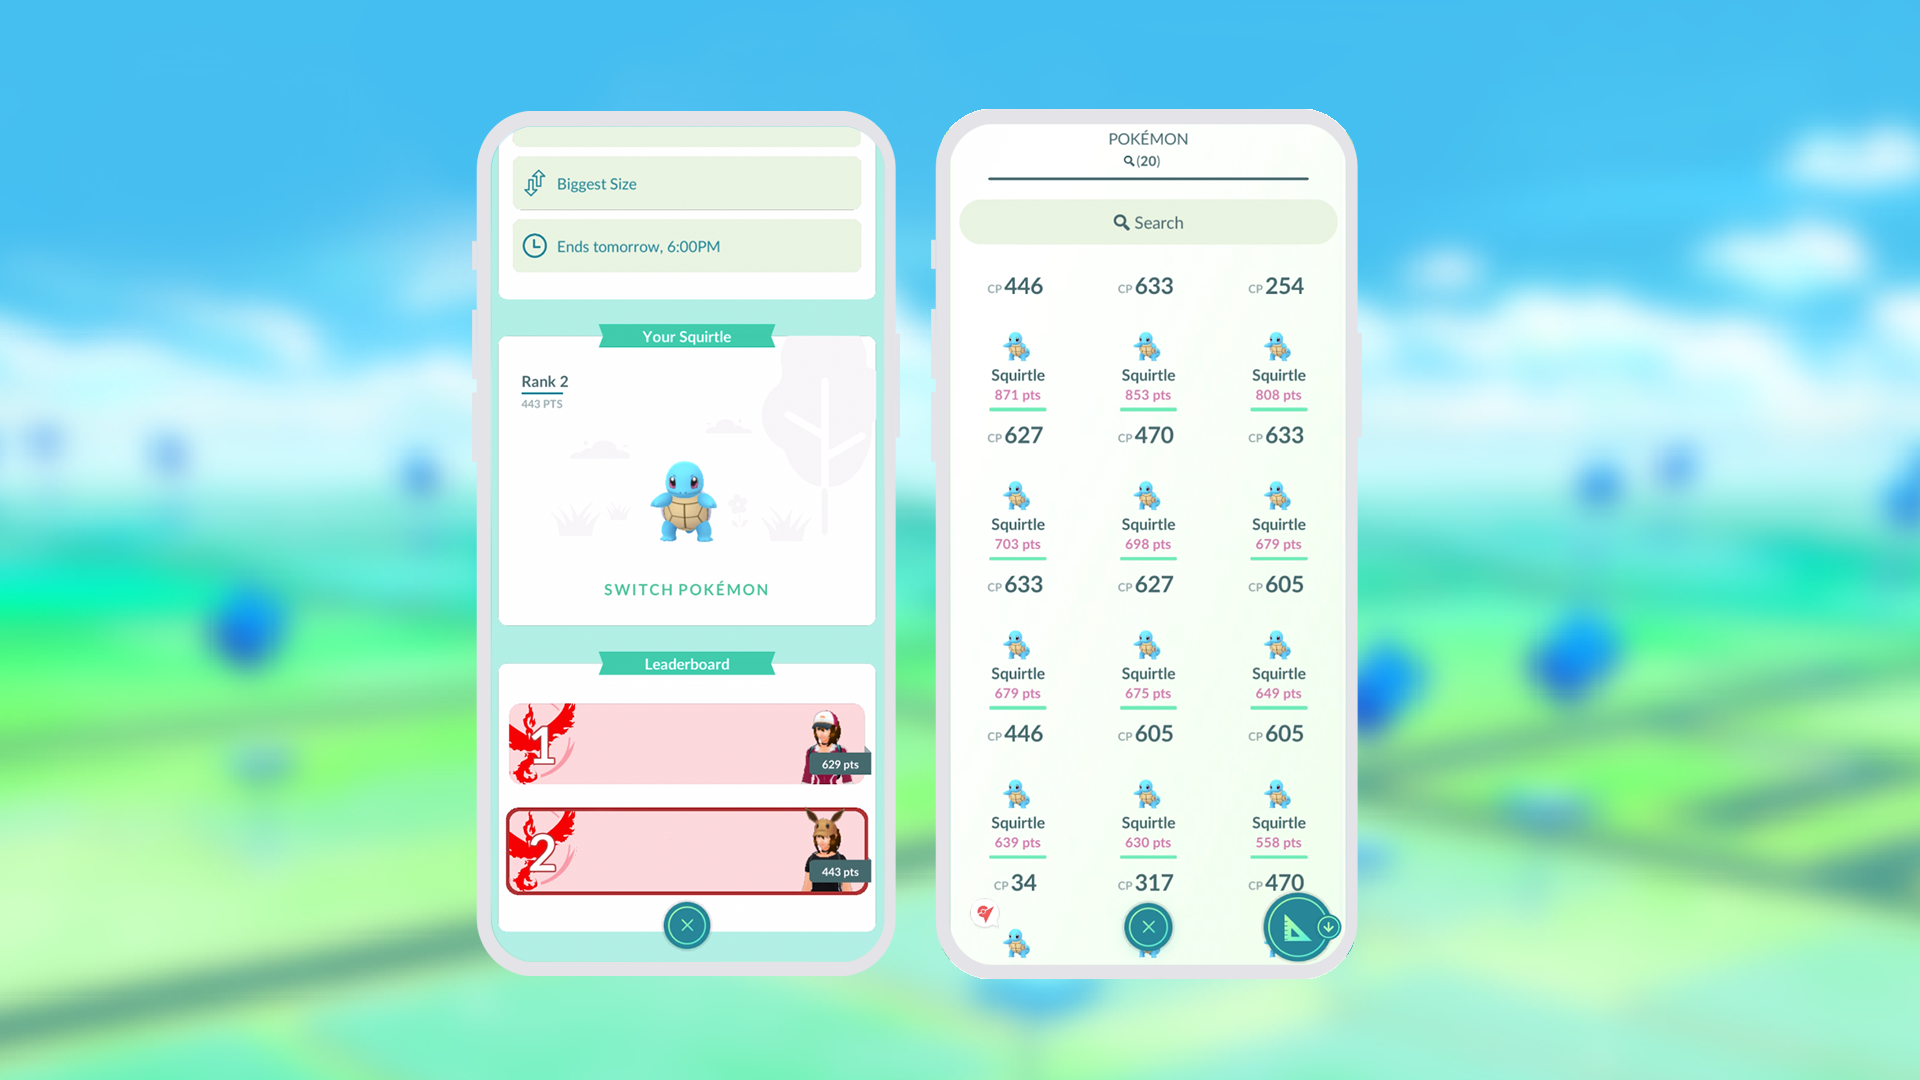 Biggest Size
Ends tomorrow, 6:00PM
Your Squirtle
Rank 2
443 PTS
SWITCH POKÉMON
Leaderboard
1
629 pts
2
443 pts
POKÉMON
(20)
Search
CP 446 CP 633 CP 254
Squirtle Squirtle Squirtle
871 pts 853 pts 808 pts
CP 627 CP 470 CP 633
Squirtle Squirtle Squirtle
703 pts 698 pts 679 pts
CP 633 CP 627 CP 605
Squirtle Squirtle Squirtle
679 pts 675 pts 649 pts
CP 446 CP 605 CP 605
Squirtle Squirtle Squirtle
639 pts 630 pts 558 pts
CP 34 CP 317 CP 470